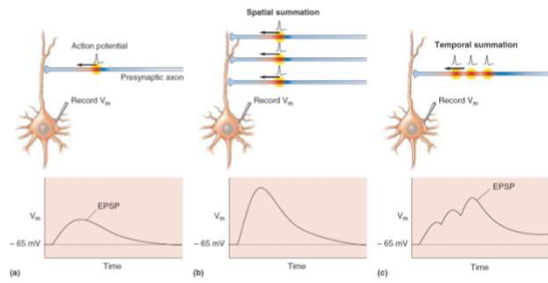 Spatial summation
Action potential
Presynaptic axon
Record Vm
Record Vm
Temporal summation
Record Vm
EPSP
Vm
– 65 mV
Time
(a)
Vm
– 65 mV
Time
(b)
EPSP
Vm
– 65 mV
Time
(c)